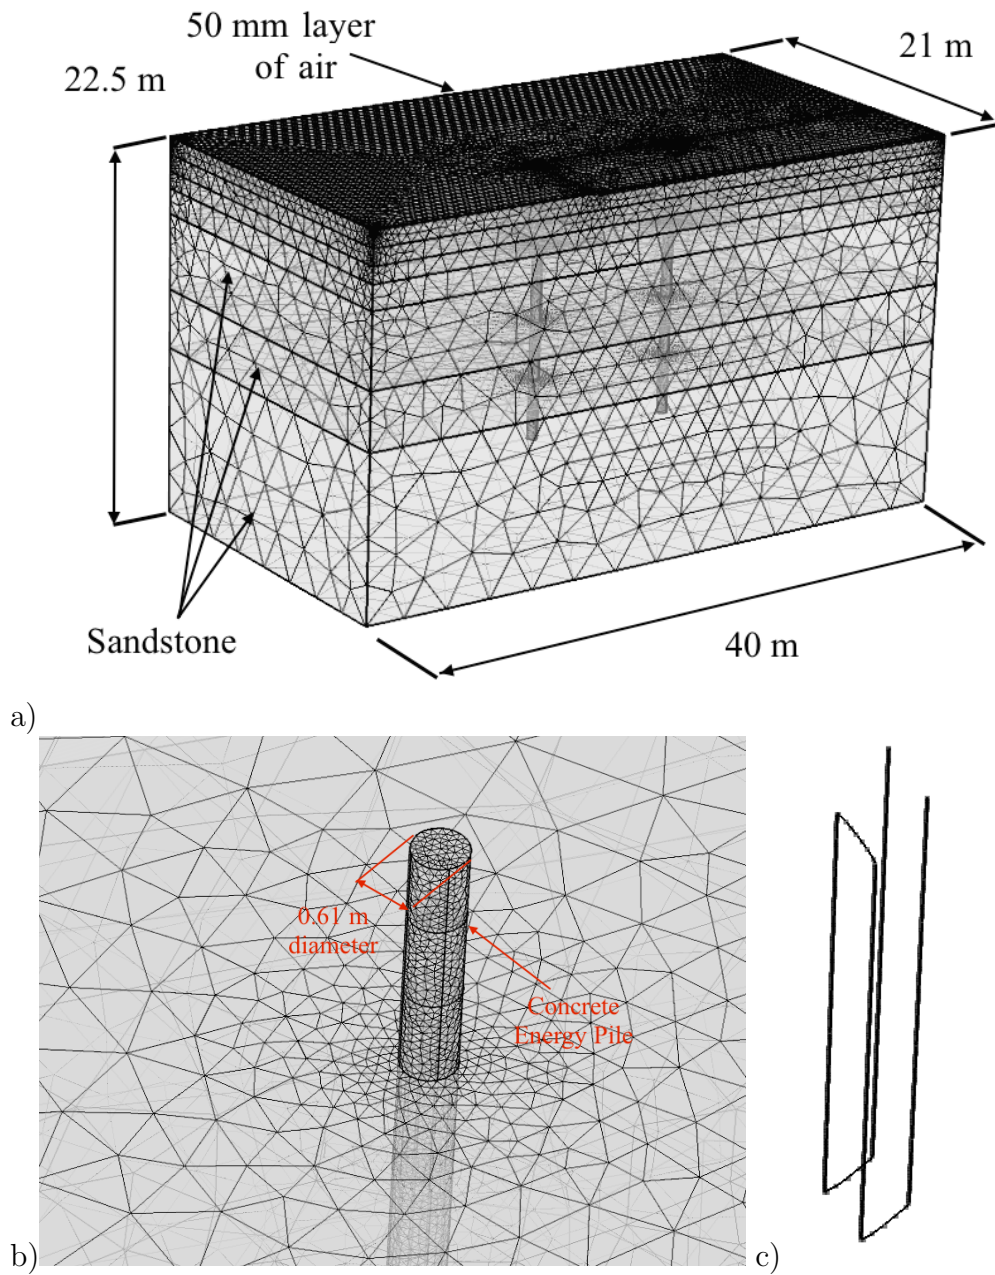 50 mm layer
of air
21 m
22.5 m
Sandstone
40 m
a)
0.61 m
diameter
Concrete
Energy Pile
b)
c)